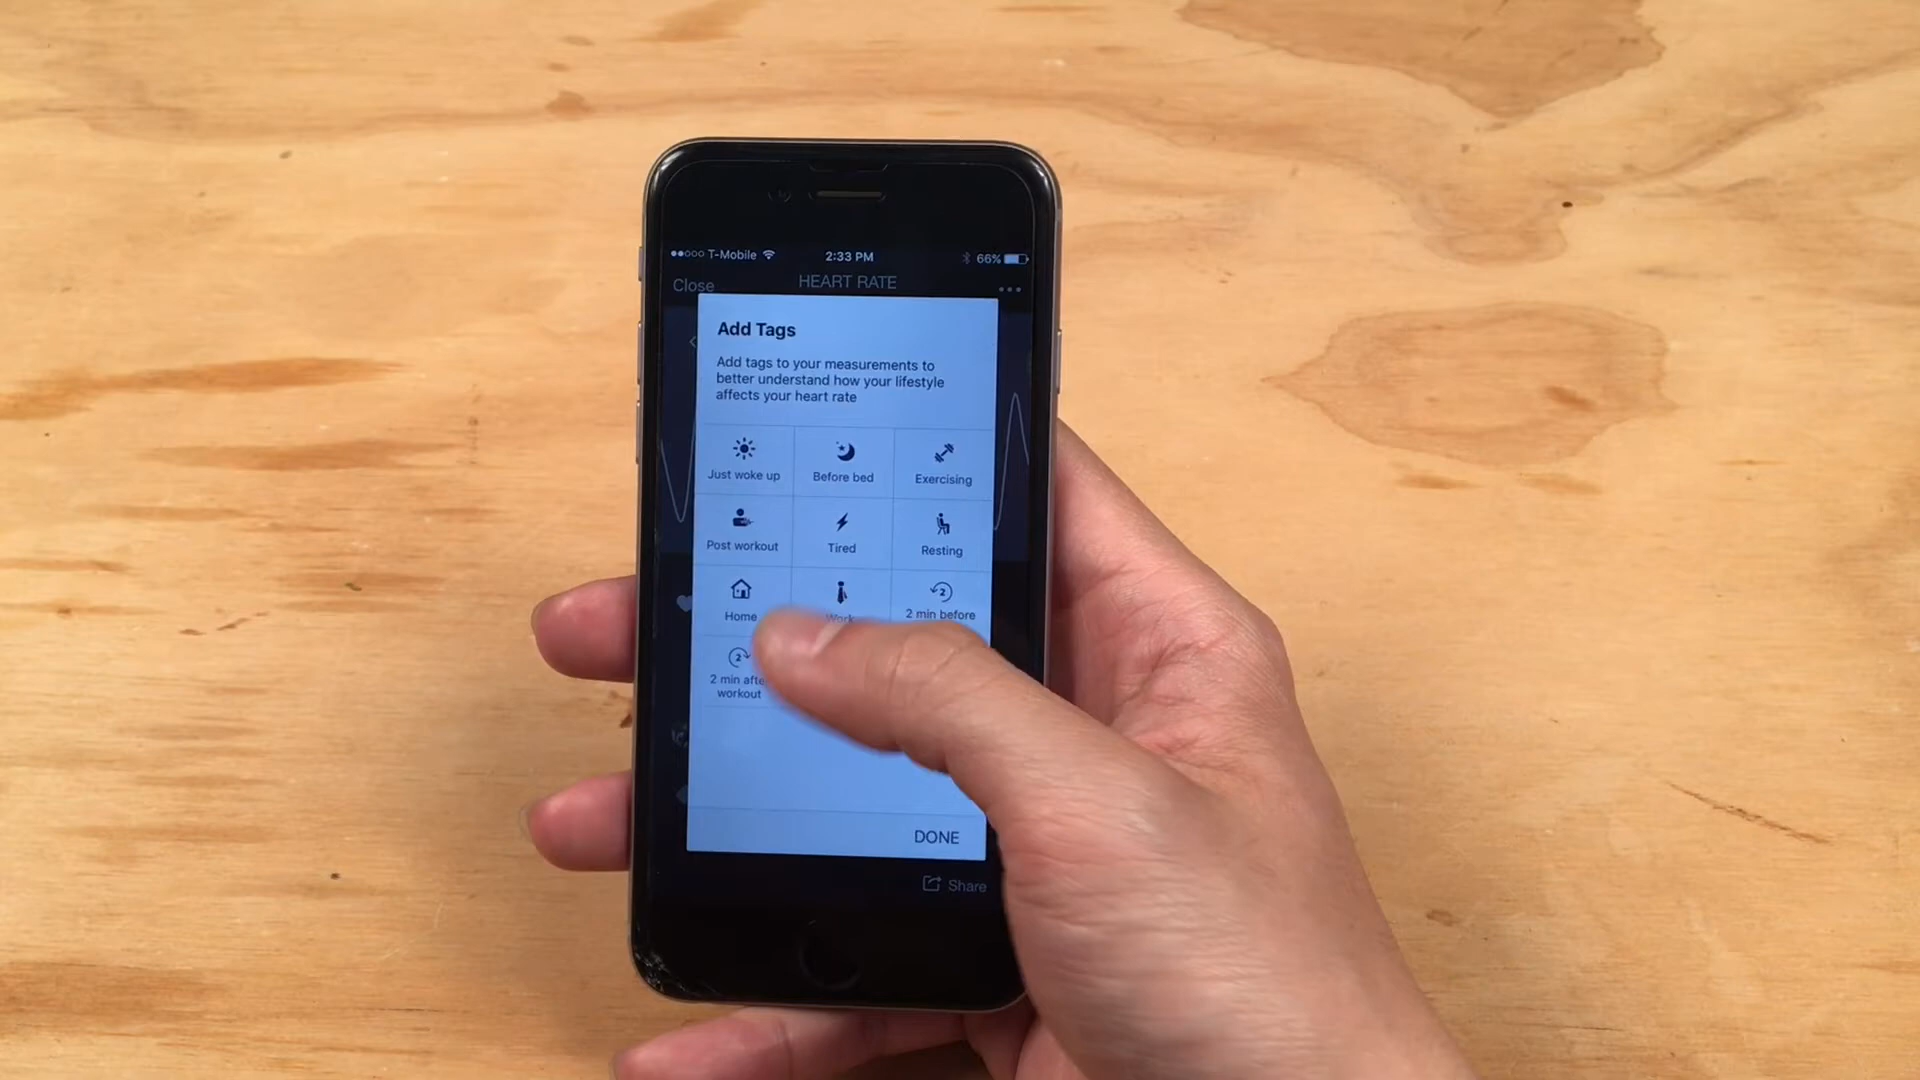 T-Mobile 2:33 PM 66%
Close HEART RATE
Add Tags
Add tags to your measurements to
better understand how your lifestyle
affects your heart rate
Just woke up Before bed Exercising
Post workout Tired Resting
Home Work 2 min before
2
2 min
workout
DONE
Share